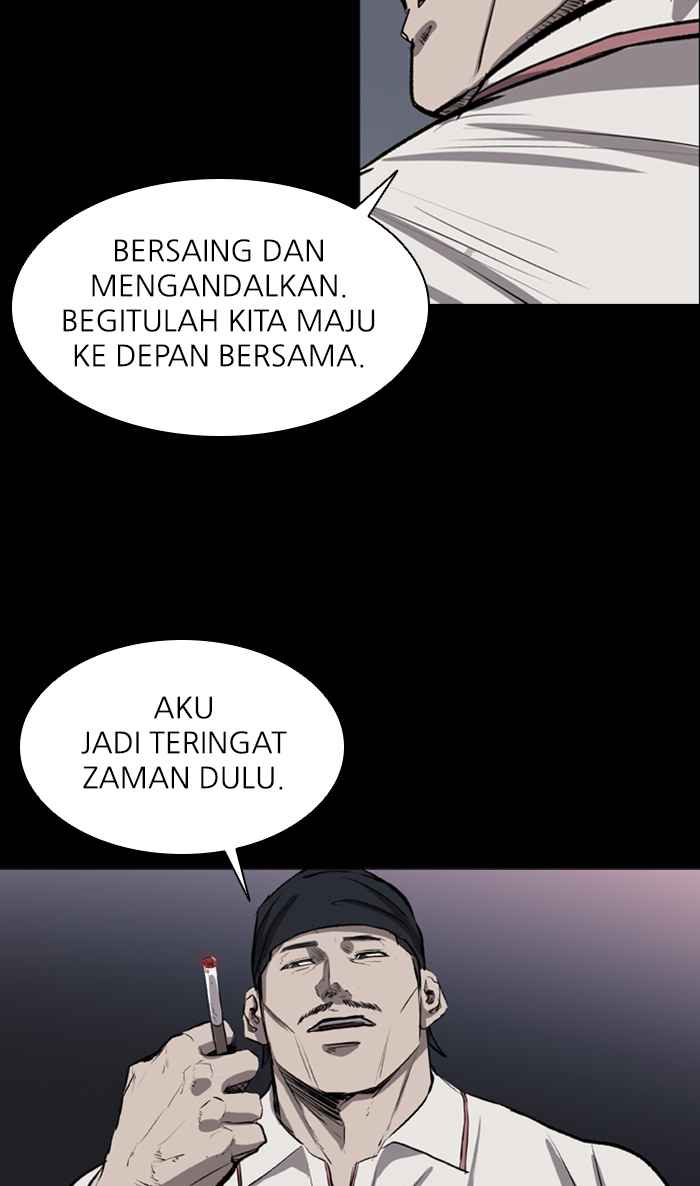 BERSAING DAN
MENGANDALKAN.
BEGITULAH KITA MAJU
KE DEPAN BERSAMA.
AKU
JADI TERINGAT
ZAMAN DULU.